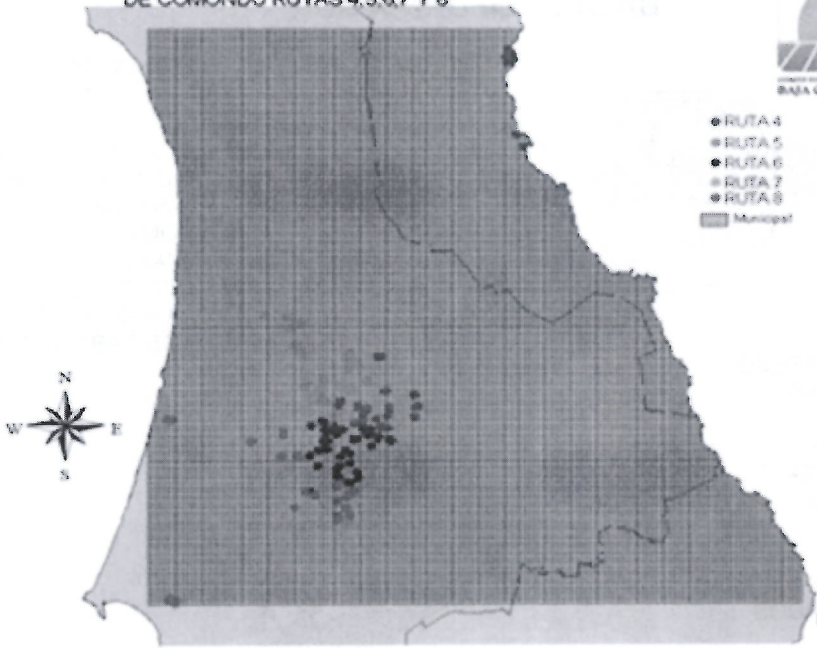 DE COMONDÚ RUTAS 4,5,6,7 Y 8
BAJA C
RUTA 4
RUTA 5
RUTA 6
RUTA 7
RUTA 8
Municipal
N
W E
S